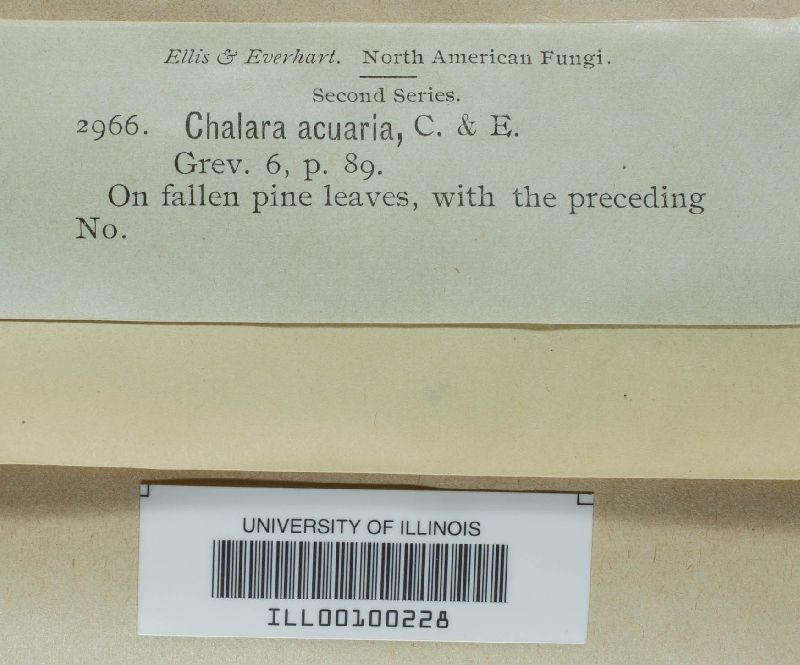 Ellis & Everhart. North American Fungi.
Second Series.
2966. Chalara acuaria, C. & E.
Grev. 6, p. 89.
On fallen pine leaves, with the preceding
No.
UNIVERSITY OF ILLINOIS
ILL00100228